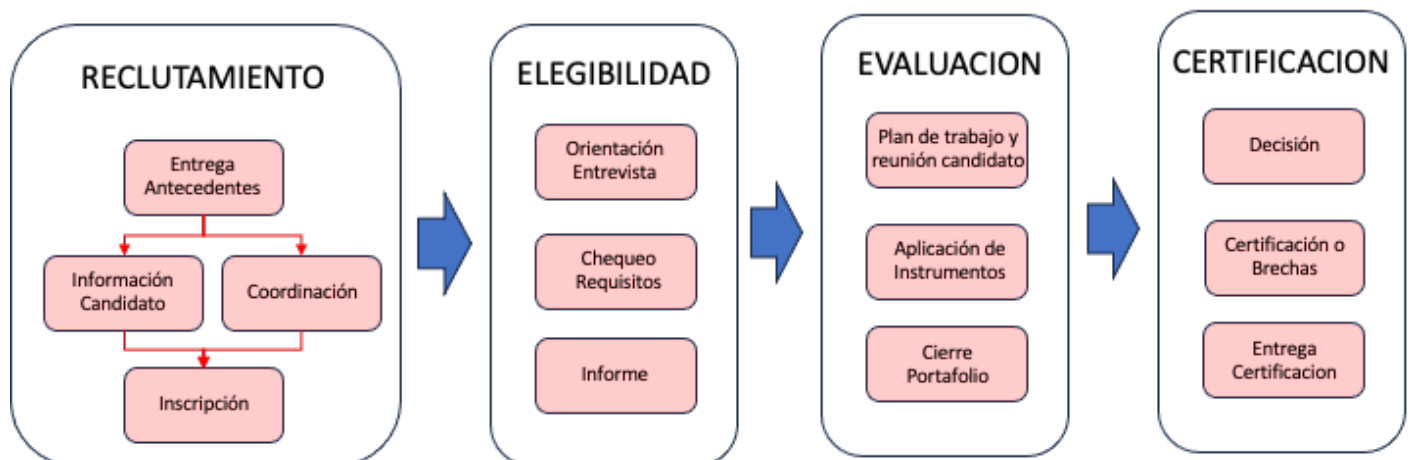 RECLUTAMIENTO
Entrega
Antecedentes
Información
Candidato
Coordinación
Inscripción
ELEGIBILIDAD
Orientación
Entrevista
Chequeo
Requisitos
Informe
EVALUACION
Plan de trabajo y
reunión candidato
Aplicación de
Instrumentos
Cierre
Portafolio
CERTIFICACION
Decisión
Certificación o
Brechas
Entrega
Certificacion